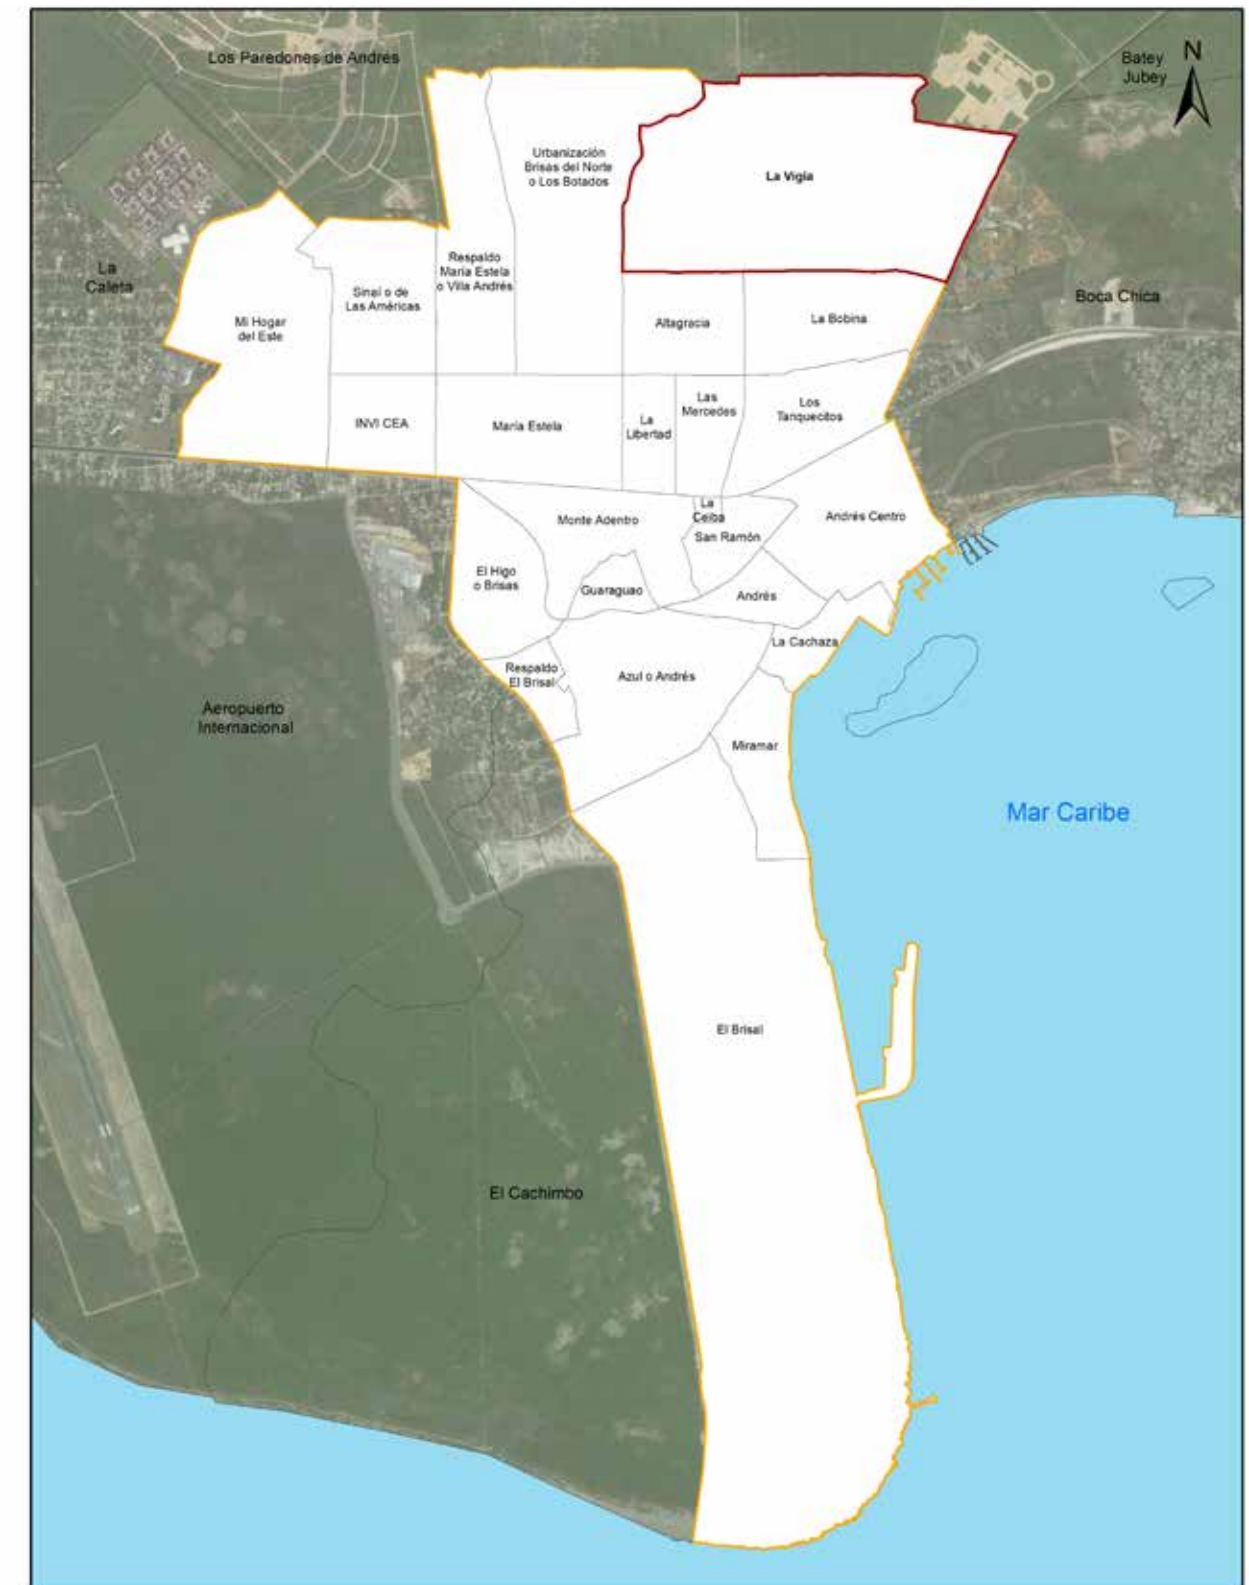 Los Paredones de Andrés
Batey
Jubey
N
Urbanización
Brisas del Norte
o Los Botados
La Vigía
La
Caleta
Respaldo
María Estela
o Villa Andrés
Sinaí o de
Las Américas
Boca Chica
Mi Hogar
del Este
Altagracia
La Bobina
INVI CEA
María Estela
La
Libertad
Las
Mercedes
Los
Tanquecitos
La
Ceiba
Monte Adentro
San Ramón
Andrés Centro
El Higo
o Brisas
Guaraguao
Andrés
La Cachaza
Respaldo
El Brisal
Azul o Andrés
Aeropuerto
Internacional
Miramar
Mar Caribe
El Brisal
El Cachimbo